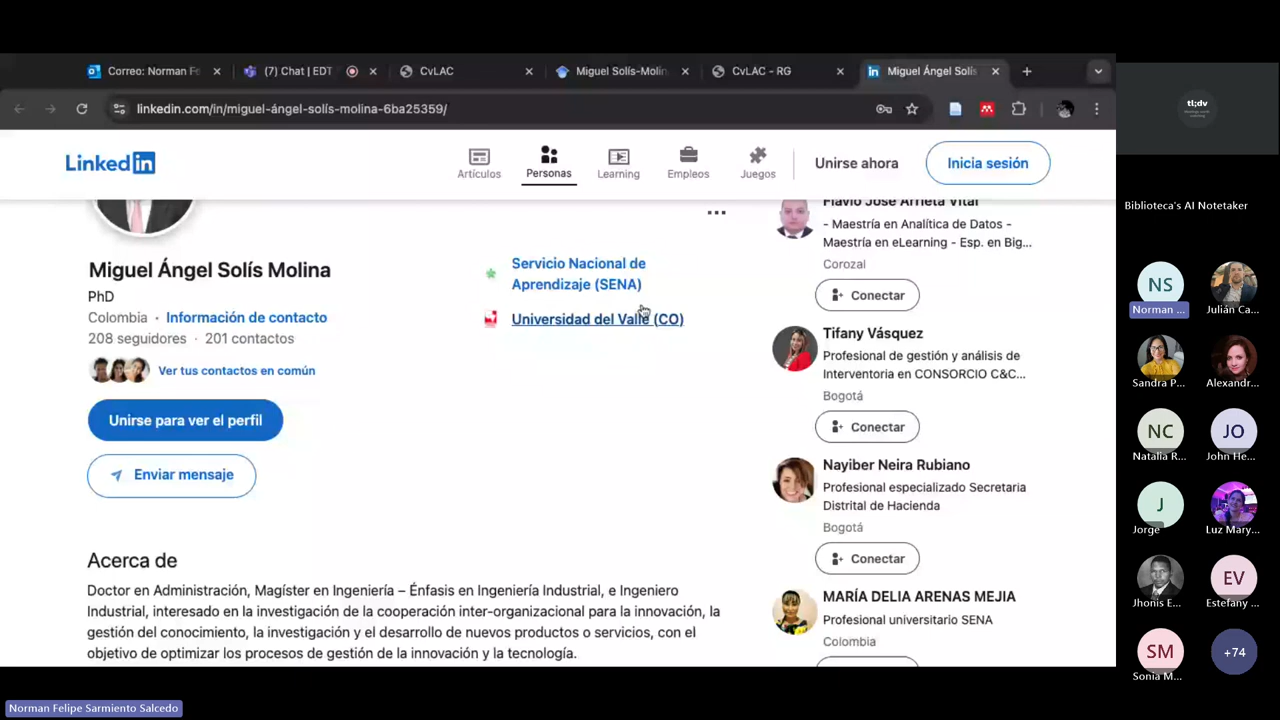 Correo: Norman Fe
(7) Chat | EDT
CvLAC
Miguel Solís-Molin
CvLAC - RG
Miguel Ángel Solís
linkedin.com/in/miguel-ángel-solís-molina-6ba25359/
Linked in
Artículos
Personas
Learning
Empleos
Juegos
Unirse ahora
Inicia sesión
Miguel Ángel Solís Molina
PhD
Colombia · Información de contacto
208 seguidores · 201 contactos
Ver tus contactos en común
Unirse para ver el perfil
Enviar mensaje
Servicio Nacional de
Aprendizaje (SENA)
Universidad del Valle (CO)
Acerca de
Doctor en Administración, Magíster en Ingeniería – Énfasis en Ingeniería Industrial, e Ingeniero
Industrial, interesado en la investigación de la cooperación inter-organizacional para la innovación, la
gestión del conocimiento, la investigación y el desarrollo de nuevos productos o servicios, con el
objetivo de optimizar los procesos de gestión de la innovación y la tecnología.
Flavio José Arrieta Vital
- Maestría en Analítica de Datos -
Maestría en eLearning - Esp. en Big...
Corozal
Conectar
Tifany Vásquez
Profesional de gestión y análisis de
Interventoria en CONSORCIO C&C...
Bogotá
Conectar
Nayiber Neira Rubiano
Profesional especializado Secretaria
Distrital de Hacienda
Bogotá
Conectar
MARÍA DELIA ARENAS MEJIA
Profesional universitario SENA
Colombia
tl;dv
Biblioteca's AI Notetaker
NS
Norman ...
Julián Ca...
Sandra P...
Alexandr...
NC
Natalia R...
JO
John He...
J
Jorge
Luz Mary...
Jhonis E...
EV
Estefany ...
SM
Sonia M...
+74
Norman Felipe Sarmiento Salcedo